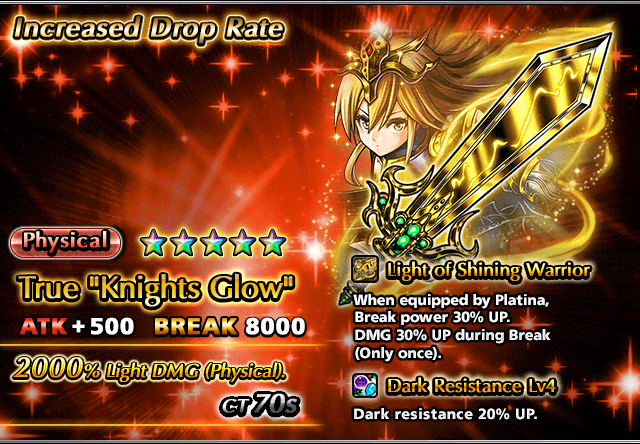 Increased Drop Rate
Physical
True "Knights Glow"
ATK + 500 BREAK 8000
2000% Light DMG (Physical).
CT 70s
Light of Shining Warrior
When equipped by Platina,
Break power 30% UP.
DMG 30% UP during Break
(Only once).
Dark Resistance Lv4
Dark resistance 20% UP.